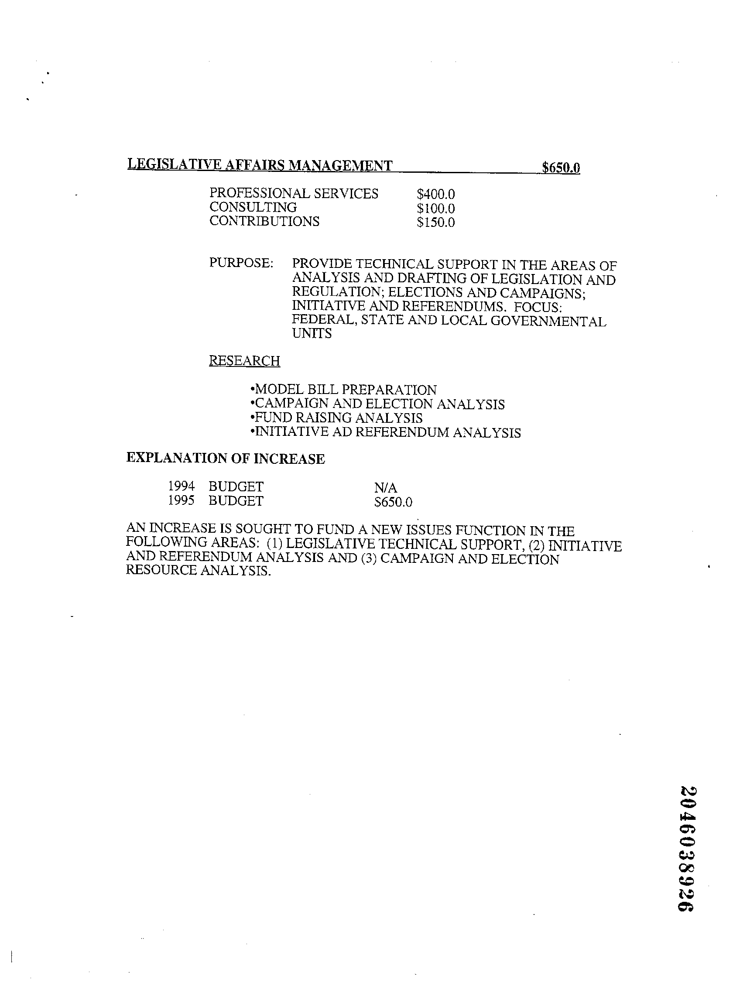 LEGISLATIVE AFFAIRS MANAGEMENT $650.0
PROFESSIONAL SERVICES $400.0
CONSULTING $100.0
CONTRIBUTIONS $150.0
PURPOSE: PROVIDE TECHNICAL SUPPORT IN THE AREAS OF
ANALYSIS AND DRAFTING OF LEGISLATION AND
REGULATION; ELECTIONS AND CAMPAIGNS;
INITIATIVE AND REFERENDUMS. FOCUS:
FEDERAL, STATE AND LOCAL GOVERNMENTAL
UNITS
RESEARCH
•MODEL BILL PREPARATION
•CAMPAIGN AND ELECTION ANALYSIS
•FUND RAISING ANALYSIS
•INITIATIVE AD REFERENDUM ANALYSIS
EXPLANATION OF INCREASE
1994 BUDGET N/A
1995 BUDGET $650.0
AN INCREASE IS SOUGHT TO FUND A NEW ISSUES FUNCTION IN THE
FOLLOWING AREAS: (1) LEGISLATIVE TECHNICAL SUPPORT, (2) INITIATIVE
AND REFERENDUM ANALYSIS AND (3) CAMPAIGN AND ELECTION
RESOURCE ANALYSIS.
2046038926